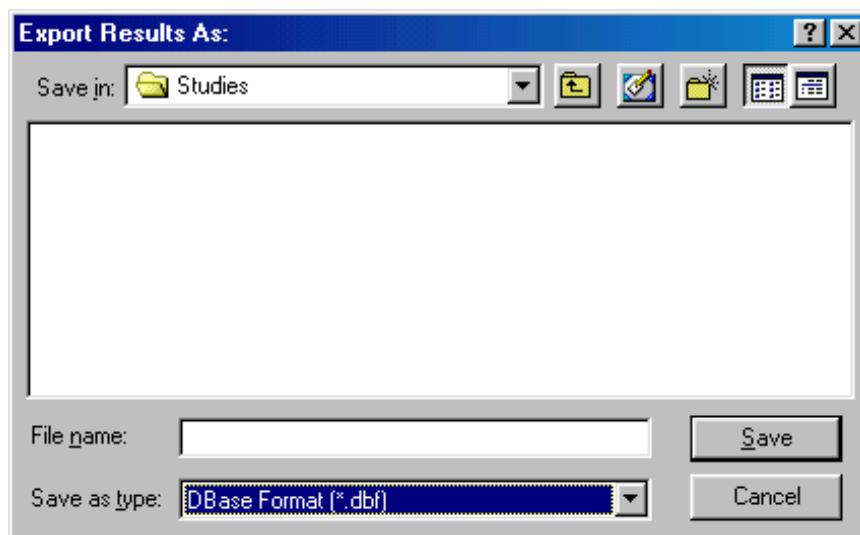 Export Results As:
Save in: Studies
File name: Save
Save as type: DBase Format (*.dbf) Cancel